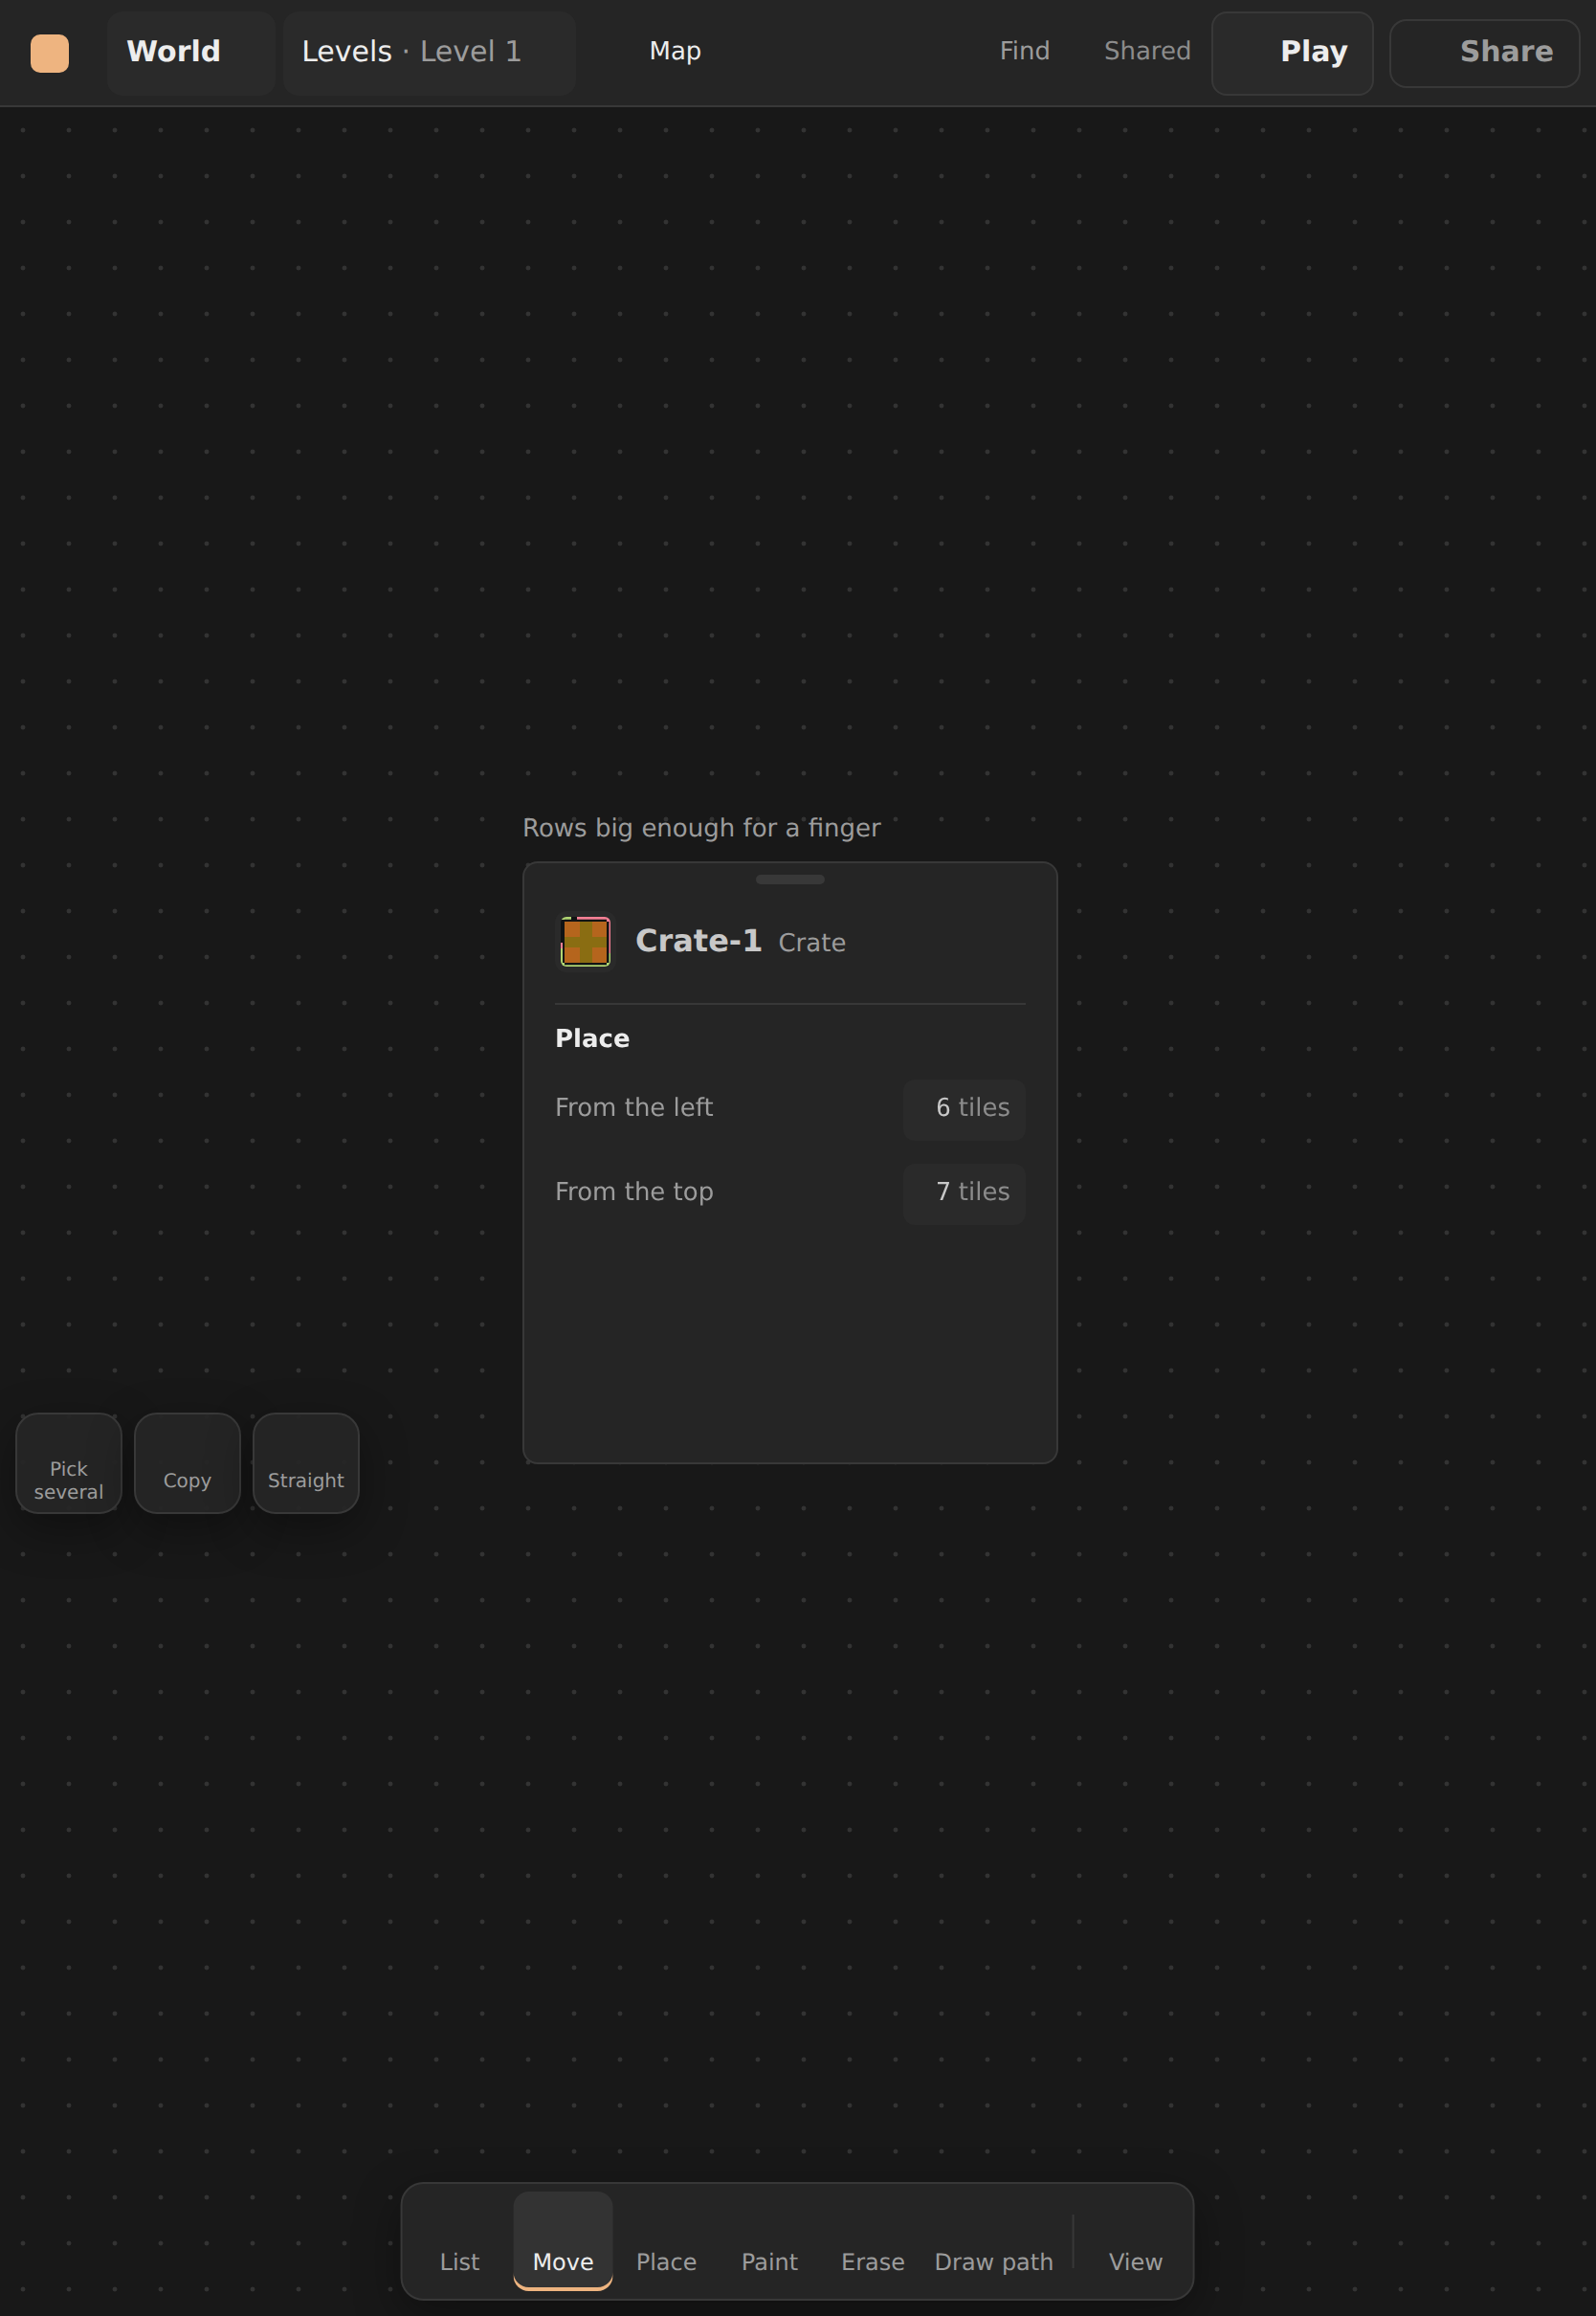 World
Levels · Level 1
Map
Find
Shared
Play
Share
Rows big enough for a finger
Crate-1 Crate
Place
From the left
6 tiles
From the top
7 tiles
Pick
several
Copy
Straight
List
Move
Place
Paint
Erase
Draw path
View